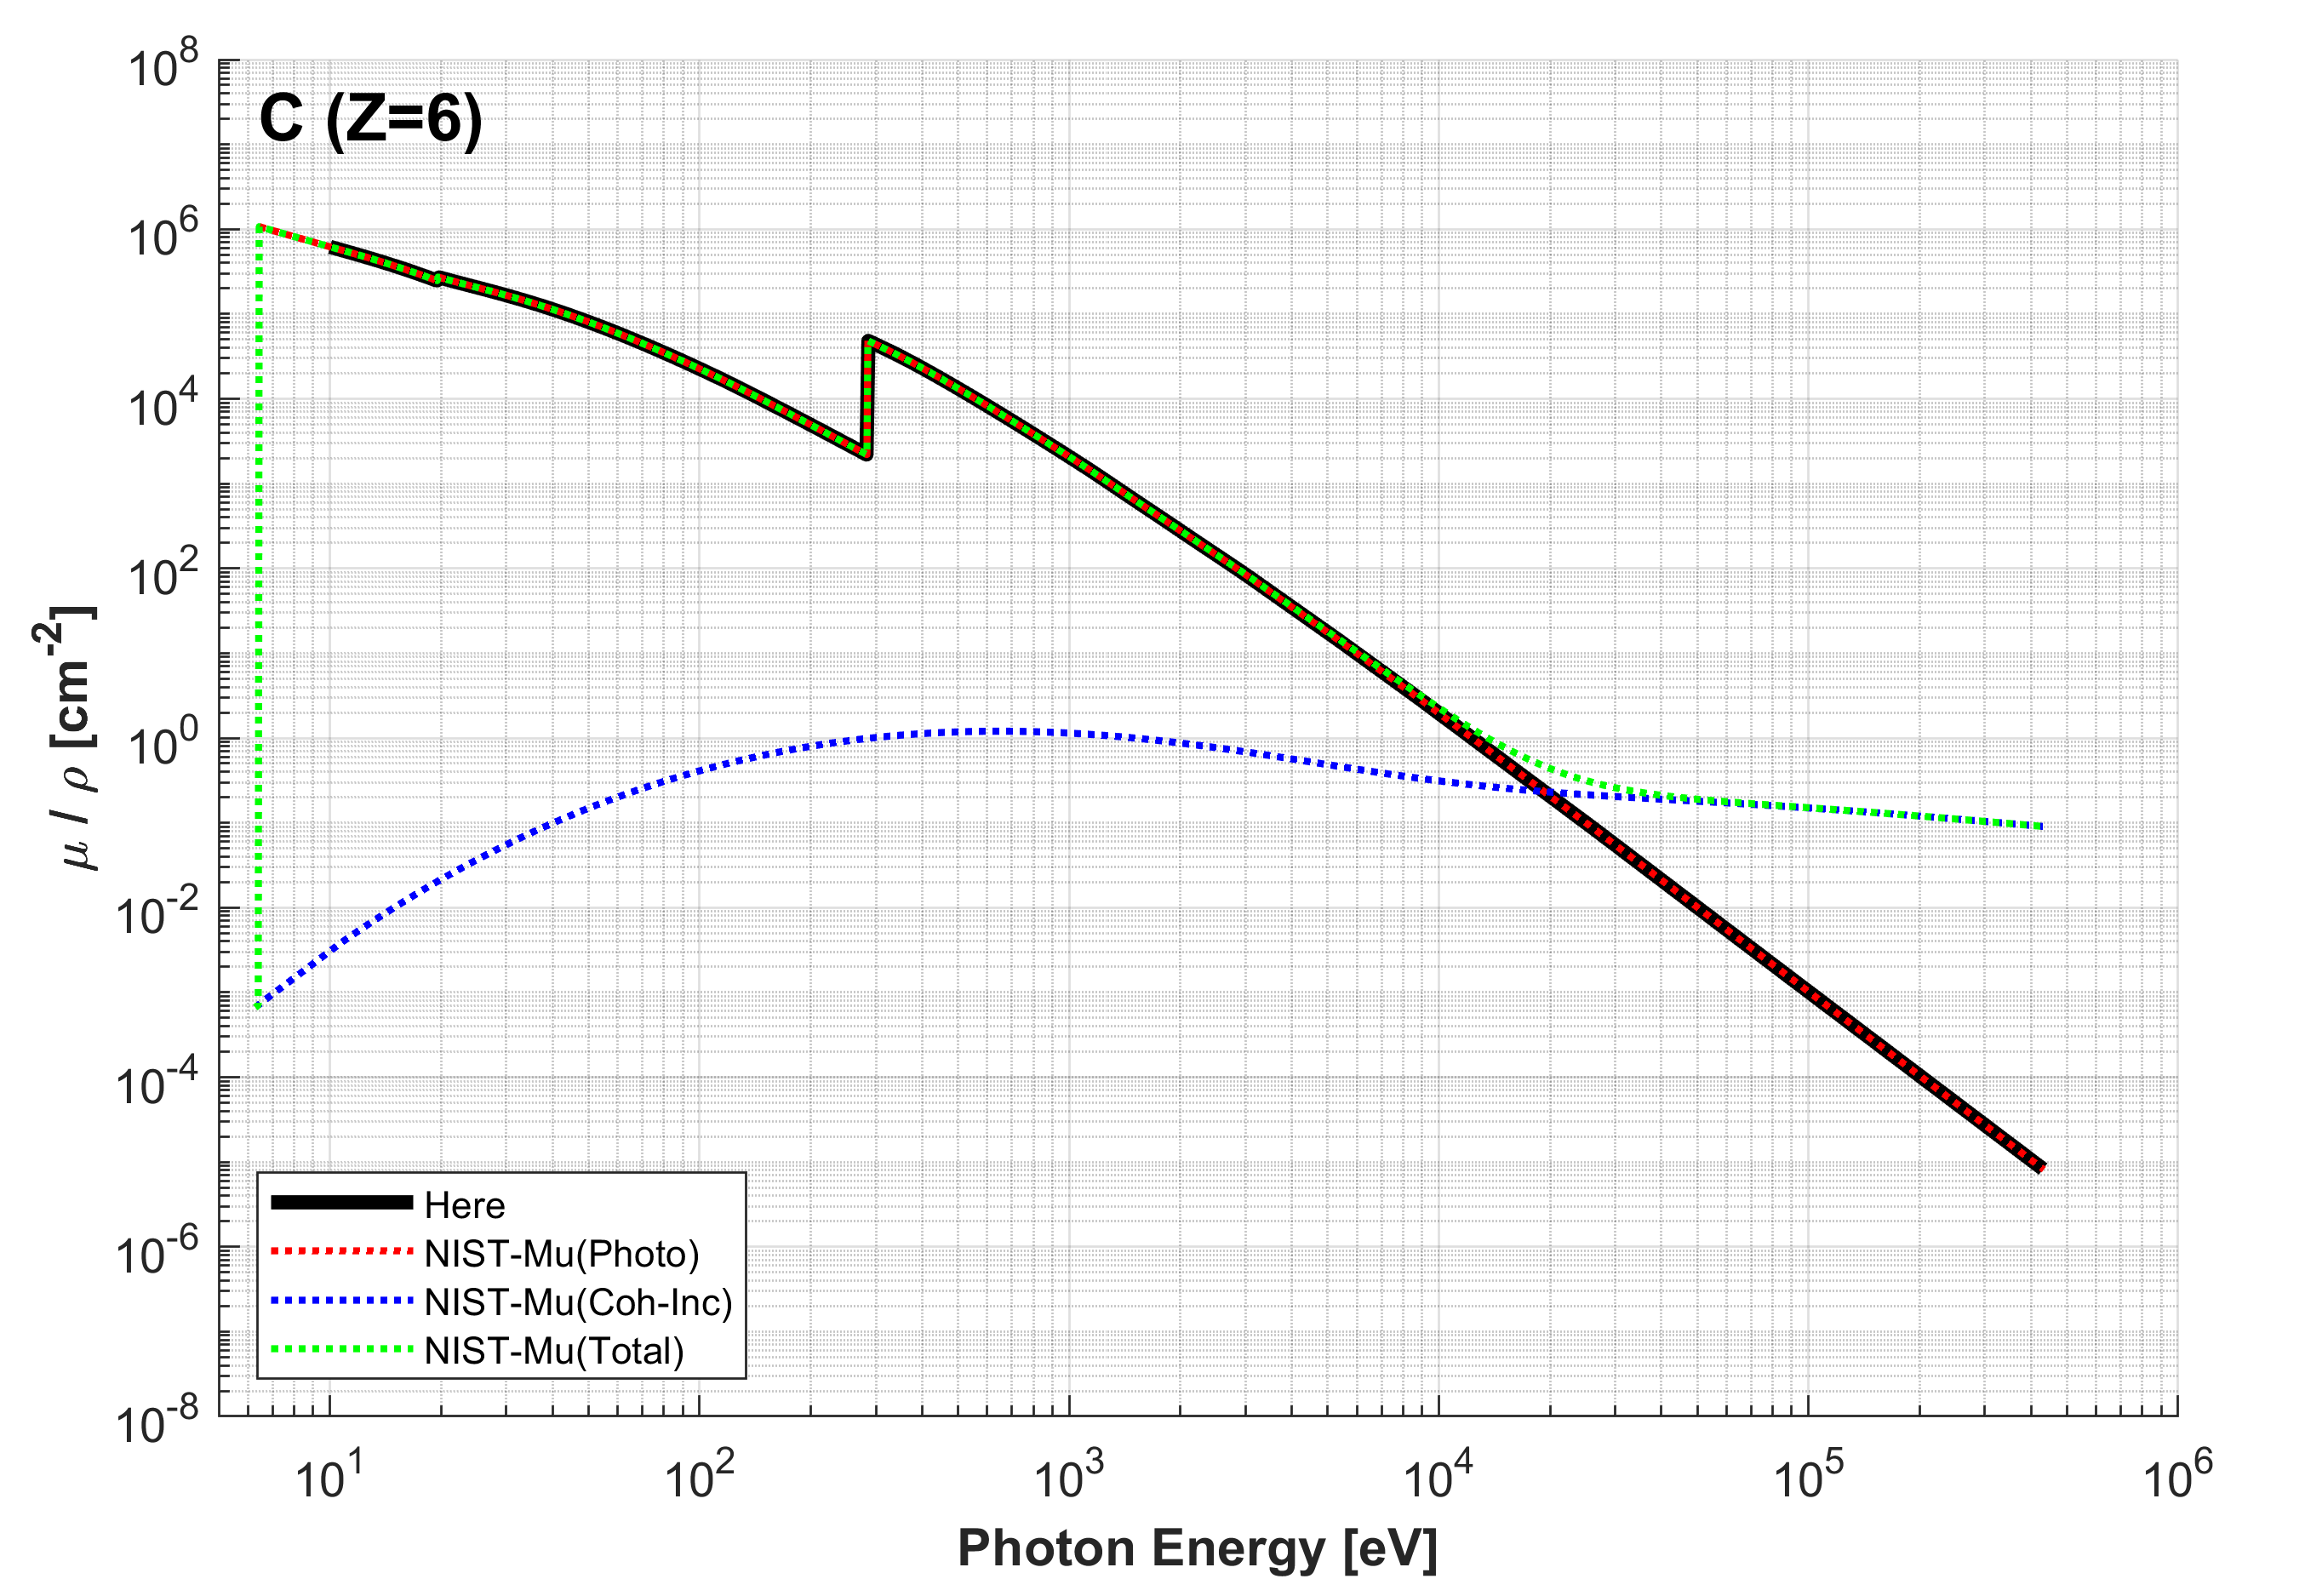 C (Z=6)
10^8
10^6
10^4
10^2
10^0
10^-2
10^-4
10^-6
10^-8
μ / ρ [cm^-2]
Here
NIST-Mu(Photo)
NIST-Mu(Coh-Inc)
NIST-Mu(Total)
10^1 10^2 10^3 10^4 10^5 10^6
Photon Energy [eV]